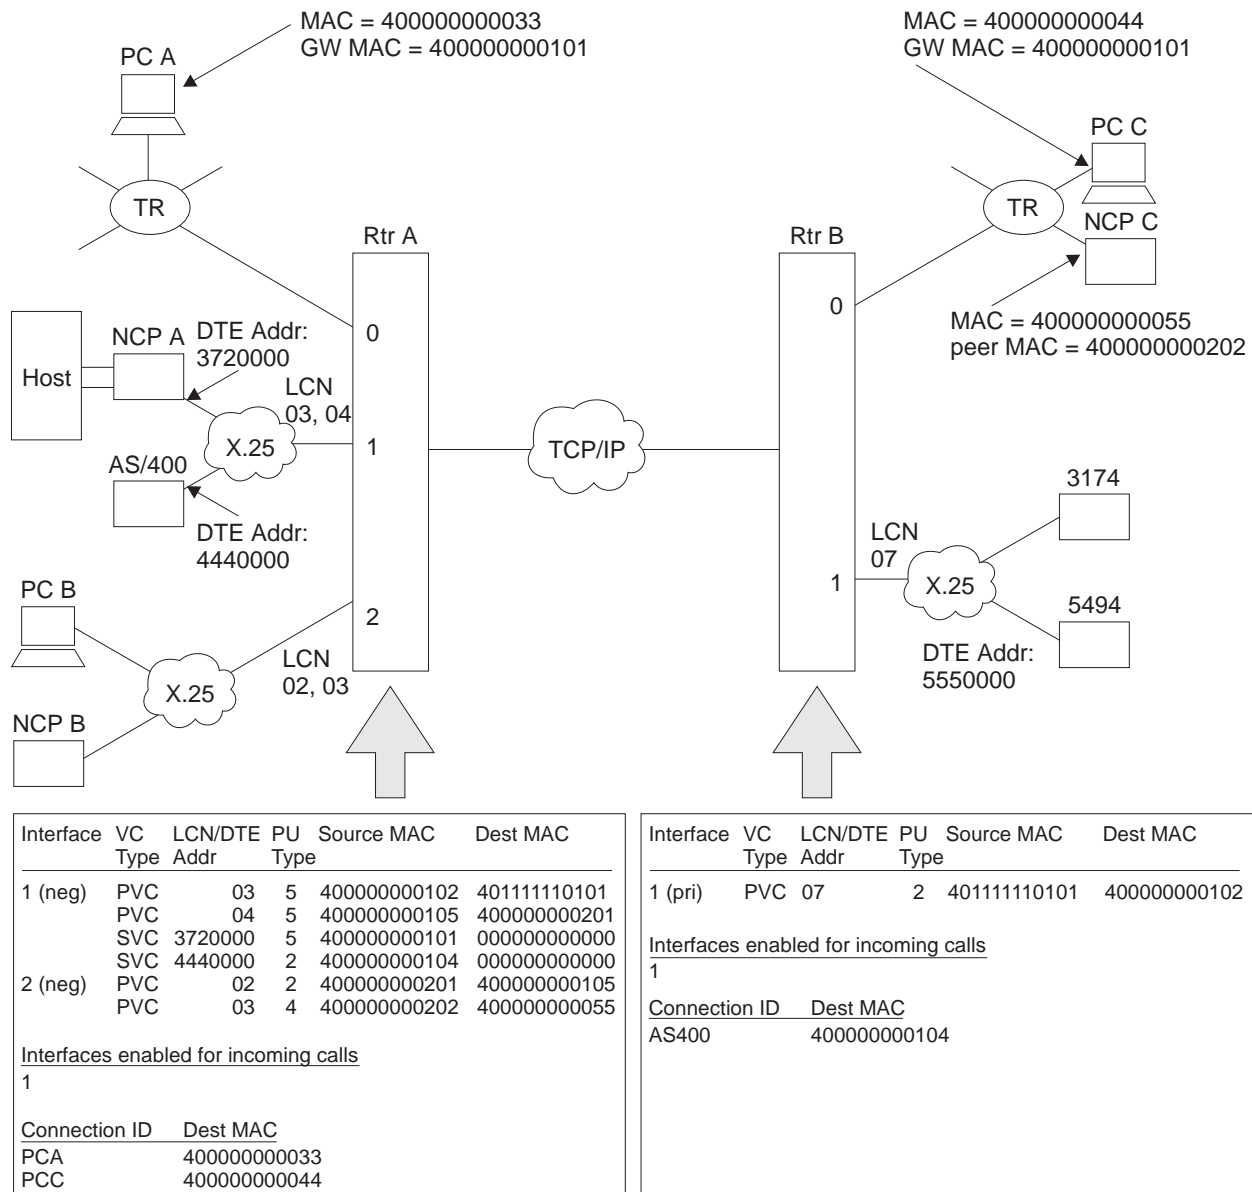 MAC = 400000000033
GW MAC = 400000000101
PC A
TR
MAC = 400000000044
GW MAC = 400000000101
PC C
TR
NCP C
MAC = 400000000055
peer MAC = 400000000202
Rtr A
0
1
2
Rtr B
0
1
Host
NCP A
DTE Addr:
3720000
LCN
03, 04
X.25
AS/400
DTE Addr:
4440000
TCP/IP
3174
LCN
07
X.25
5494
DTE Addr:
5550000
PC B
X.25
LCN
02, 03
NCP B
Interface VC LCN/DTE PU Source MAC Dest MAC
Type Addr Type
1 (neg) PVC 03 5 400000000102 401111110101
PVC 04 5 400000000105 400000000201
SVC 3720000 5 400000000101 000000000000
SVC 4440000 2 400000000104 000000000000
2 (neg) PVC 02 2 400000000201 400000000105
PVC 03 4 400000000202 400000000055
Interfaces enabled for incoming calls
1
Connection ID Dest MAC
PCA 400000000033
PCC 400000000044
Interface VC LCN/DTE PU Source MAC Dest MAC
Type Addr Type
1 (pri) PVC 07 2 401111110101 400000000102
Interfaces enabled for incoming calls
1
Connection ID Dest MAC
AS400 400000000104